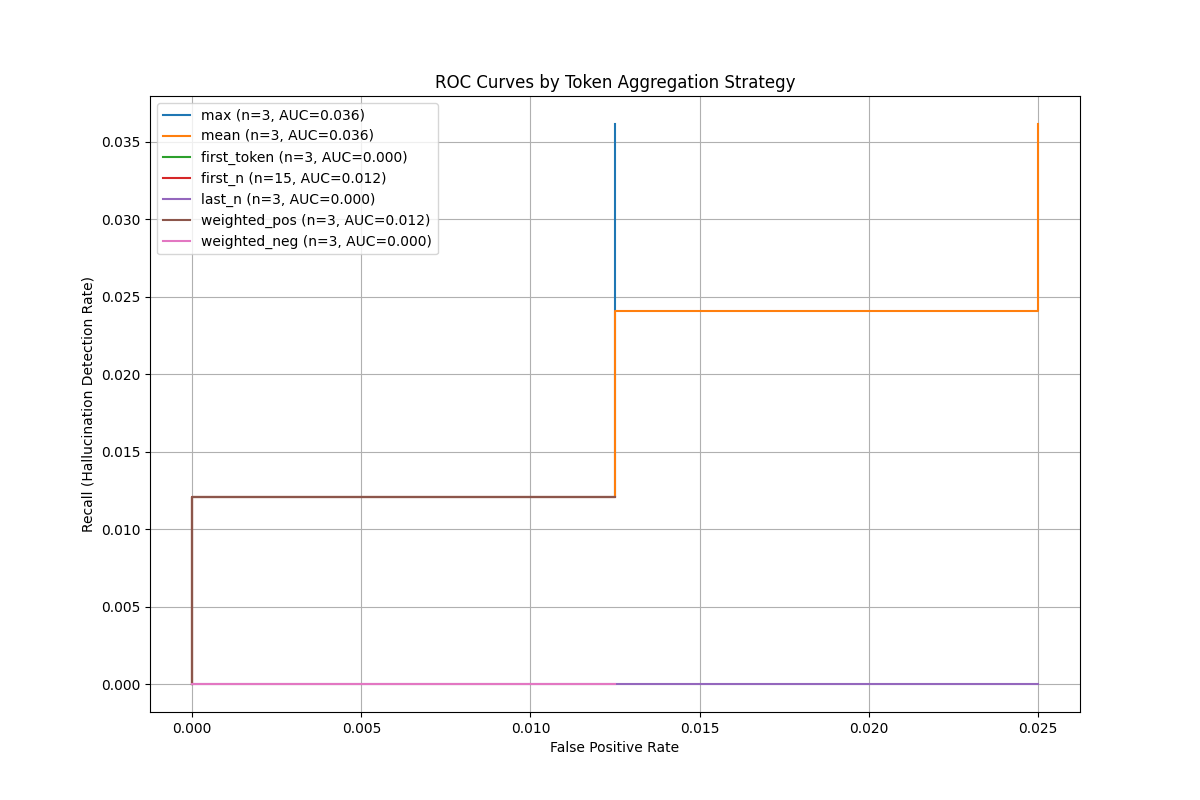 ROC Curves by Token Aggregation Strategy
max (n=3, AUC=0.036)
mean (n=3, AUC=0.036)
first_token (n=3, AUC=0.000)
first_n (n=15, AUC=0.012)
last_n (n=3, AUC=0.000)
weighted_pos (n=3, AUC=0.012)
weighted_neg (n=3, AUC=0.000)
Recall (Hallucination Detection Rate)
0.035
0.030
0.025
0.020
0.015
0.010
0.005
0.000
0.000 0.005 0.010 0.015 0.020 0.025
False Positive Rate